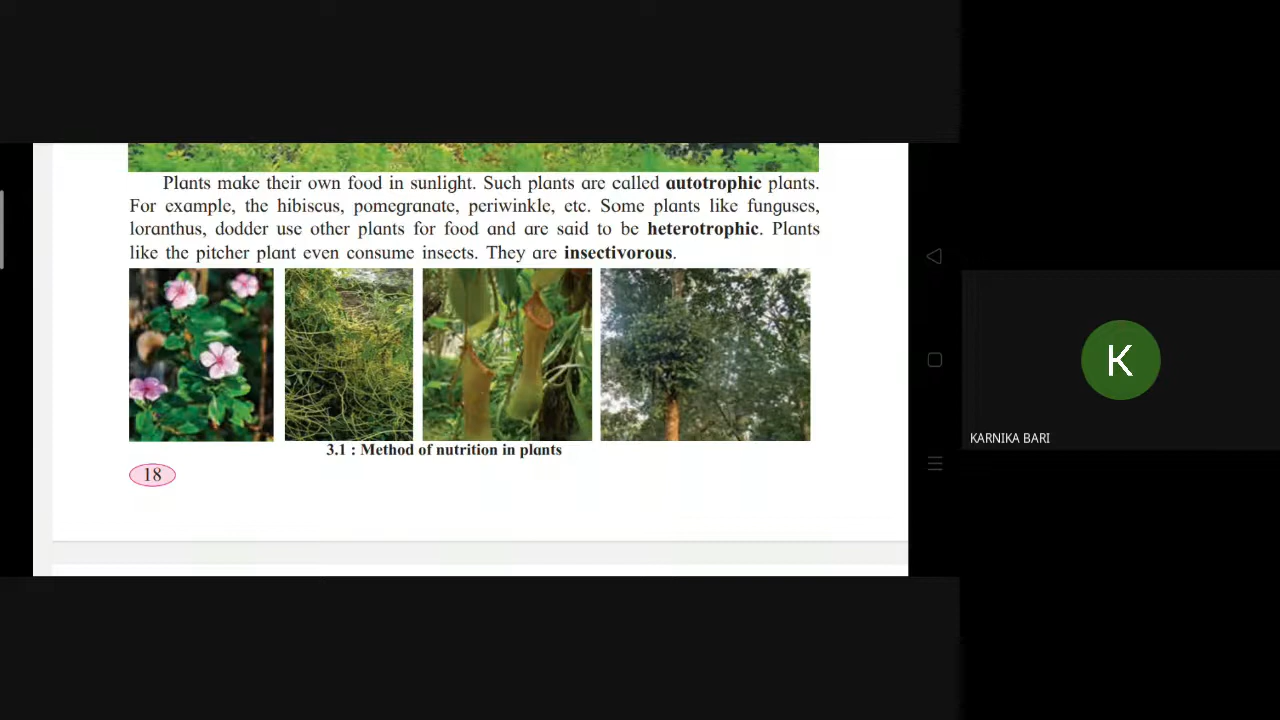 Plants make their own food in sunlight. Such plants are called autotrophic plants.
For example, the hibiscus, pomegranate, periwinkle, etc. Some plants like funguses,
loranthus, dodder use other plants for food and are said to be heterotrophic. Plants
like the pitcher plant even consume insects. They are insectivorous.
3.1 : Method of nutrition in plants
18
K
KARNIKA BARI